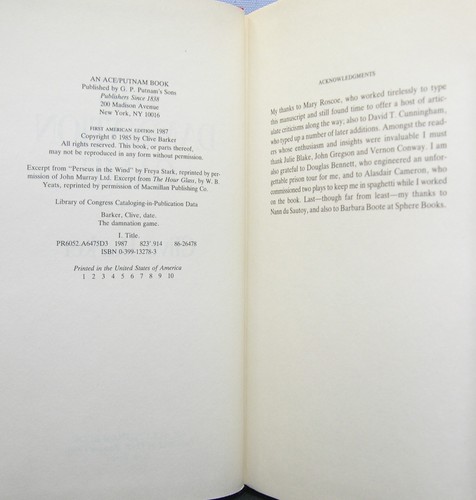 AN ACE/PUTNAM BOOK
Published by G. P. Putnam's Sons
Publishers Since 1838
200 Madison Avenue
New York, NY 10016
FIRST AMERICAN EDITION 1987
Copyright © 1985 by Clive Barker
All rights reserved. This book, or parts thereof,
may not be reproduced in any form without permission.
Excerpt from "Perseus in the Wind" by Freya Stark, reprinted by per-
mission of John Murray Ltd. Excerpt from The Hour Glass, by W. B.
Yeats, reprinted by permission of Macmillan Publishing Co.
Library of Congress Cataloging-in-Publication Data
Barker, Clive, date.
The damnation game.
I. Title.
PR6052.A6475D3 1987 823'.914 86-26478
ISBN 0-399-13278-3
Printed in the United States of America
1 2 3 4 5 6 7 8 9 10
ACKNOWLEDGMENTS
My thanks to Mary Roscoe, who worked tirelessly to type
this manuscript and still found time to offer a host of artic-
ulate criticisms along the way; also to David T. Cunningham,
who typed up a number of later additions. Amongst the read-
ers whose enthusiasm and insights were invaluable I must
thank Julie Blake, John Gregson and Vernon Conway. I am
also grateful to Douglas Bennett, who engineered an unfor-
gettable prison tour for me, and to Alasdair Cameron, who
commissioned two plays to keep me in spaghetti while I worked
on the book. Last—though far from least—my thanks to
Nann du Sautoy, and also to Barbara Boote at Sphere Books.